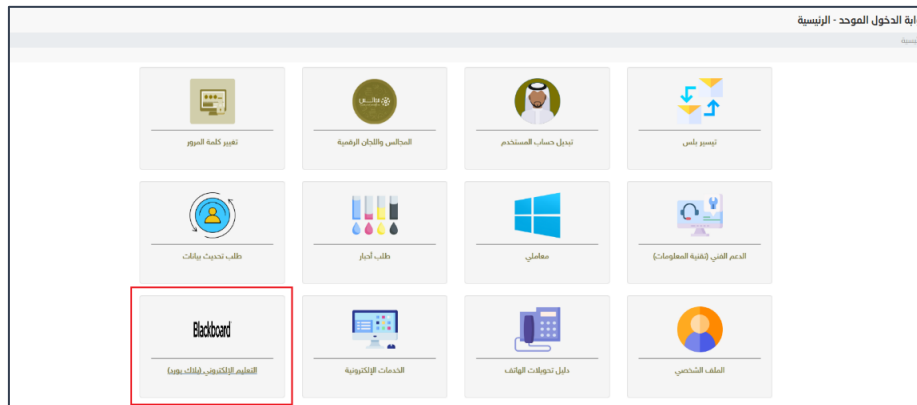 بة الدخول الموحد - الرئيسية
تيسير بلس
تبديل حساب المستخدم
المجالس واللجان الرقمية
تغيير كلمة المرور
الدعم الفني (تقنية المعلومات)
معاملي
طلب أحبار
طلب تحديث بيانات
الملف الشخصي
دليل تحويلات الهاتف
الخدمات الإلكترونية
Blackboard
التعليم الإلكتروني (بلاك بورد)